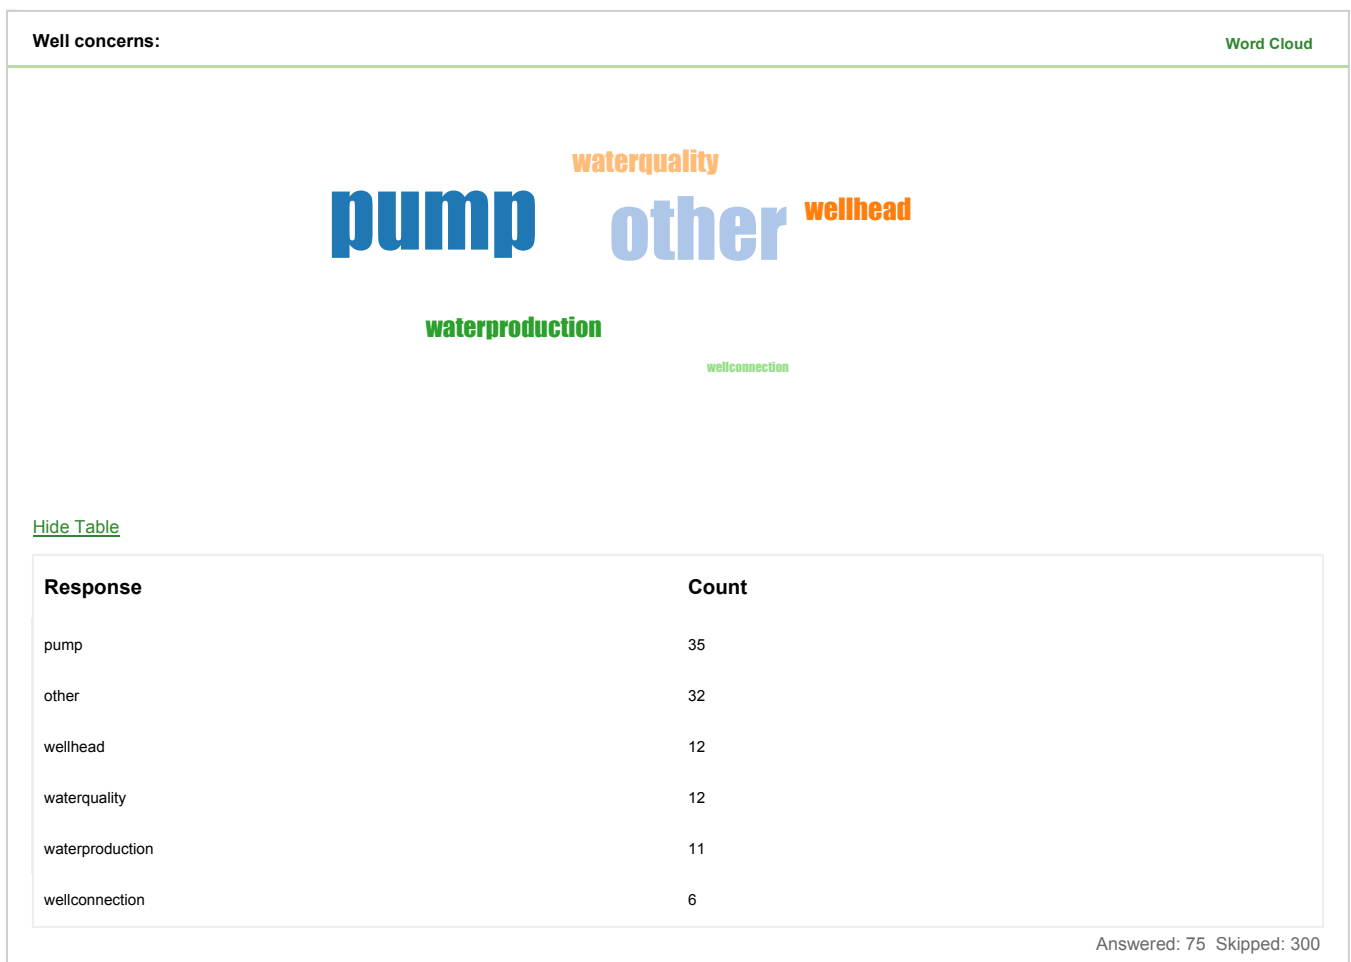 Well concerns:
Word Cloud
waterquality
pump other wellhead
waterproduction
wellconnection
Hide Table
Response Count
pump 35
other 32
wellhead 12
waterquality 12
waterproduction 11
wellconnection 6
Answered: 75 Skipped: 300